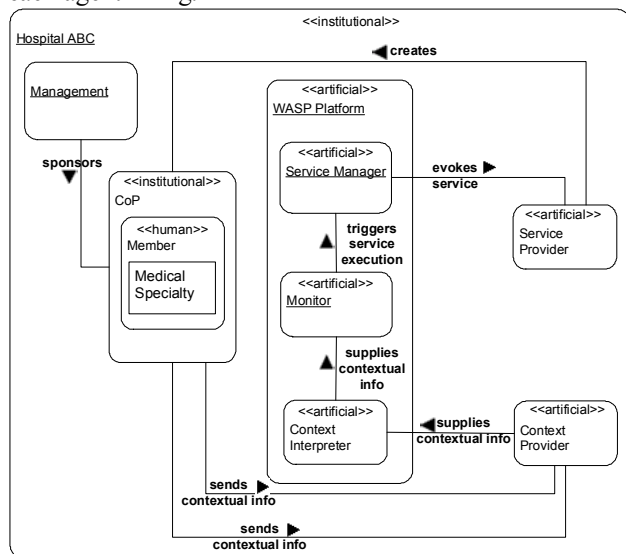 <<institutional>>
Hospital ABC
creates
Management
<<artificial>>
WASP Platform
sponsors
<<artificial>>
Service Manager
evokes
service
<<institutional>>
CoP
<<human>>
Member
Medical
Specialty
<<artificial>>
Service
Provider
triggers
service
execution
<<artificial>>
Monitor
supplies
contextual
info
<<artificial>>
Context
Interpreter
supplies
contextual info
<<artificial>>
Context
Provider
sends
contextual info
sends
contextual info